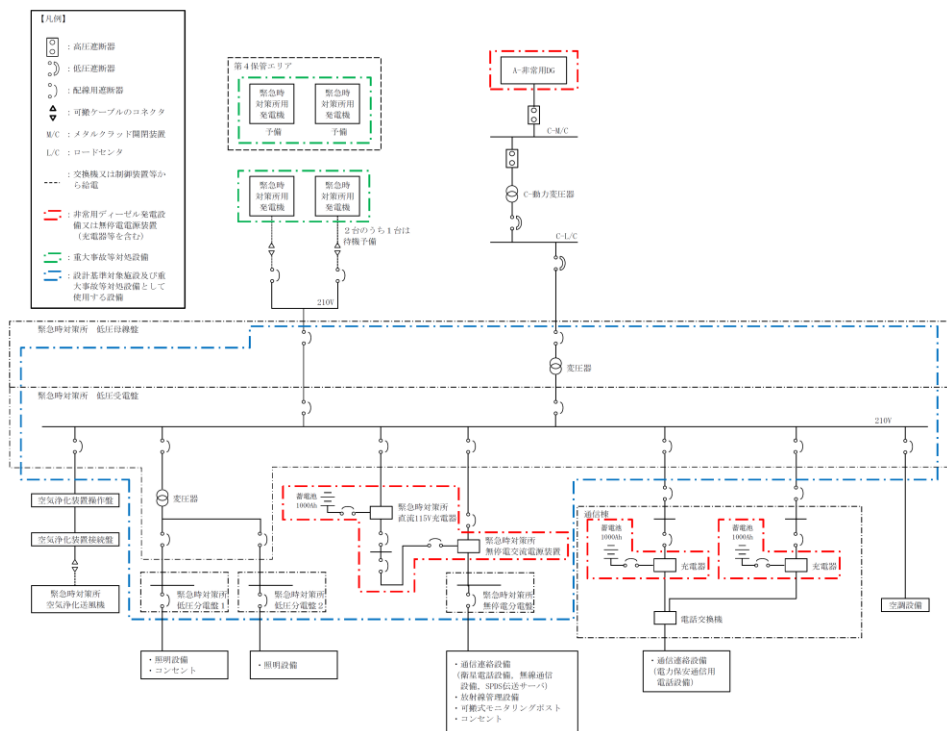 【凡例】
：高圧遮断器
：低圧遮断器
：配線用遮断器
：可搬ケーブルのコネクタ
M/C ：メタルクラッド開閉装置
L/C ：ロードセンタ
：交換機又は制御装置等か
ら給電
：非常用ディーゼル発電設
備又は無停電電源装置
（充電器等を含む）
：重大事故等対処設備
：設計基準対象施設及び重
大事故等対処設備として
使用する設備
第４保管エリア
緊急時
対策所用
発電機
予備
緊急時
対策所用
発電機
予備
緊急時
対策所用
発電機
緊急時
対策所用
発電機
２台のうち１台は
待機予備
210V
A-非常用DG
C-M/C
C-動力変圧器
C-L/C
緊急時対策所　低圧母線盤
変圧器
緊急時対策所　低圧受電盤
210V
空気浄化装置操作盤
空気浄化装置接続盤
緊急時対策所
空気浄化送風機
変圧器
緊急時対策所
低圧分電盤１
緊急時対策所
低圧分電盤２
・照明設備
・コンセント
・照明設備
蓄電池
1000Ah
緊急時対策所
直流115V充電器
緊急時対策所
無停電交流電源装置
緊急時対策所
無停電分電盤
・通信連絡設備
（衛星電話設備、無線通信
設備、SPDS伝送サーバ）
・放射線管理設備
・可搬式モニタリングポスト
・コンセント
通信棟
蓄電池
1000Ah
充電器
蓄電池
1000Ah
充電器
電話交換機
・通信連絡設備
（電力保安通信用
電話設備）
空調設備